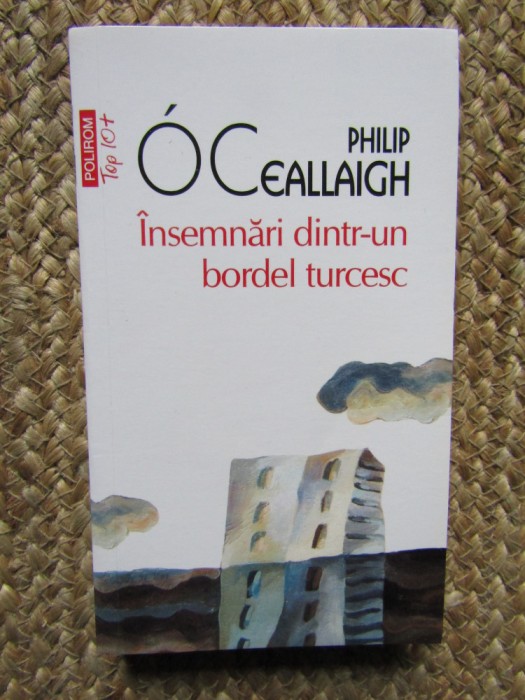 POLIROM
Top 10+
PHILIP
Ó CEALLAIGH
Însemnări dintr-un
bordel turcesc